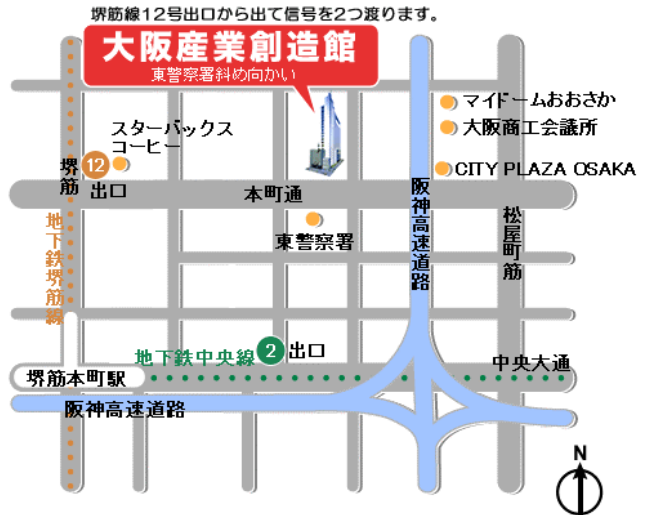 堺筋線12号出口から出て信号を2つ渡ります。
大阪産業創造館
東警察署斜め向かい
マイドームおおさか
スターバックス
コーヒー
大阪商工会議所
堺筋
12
出口
CITY PLAZA OSAKA
本町通
阪神高速道路
松屋町筋
地下鉄堺筋線
東警察署
地下鉄中央線
2
出口
中央大通
堺筋本町駅
阪神高速道路
N